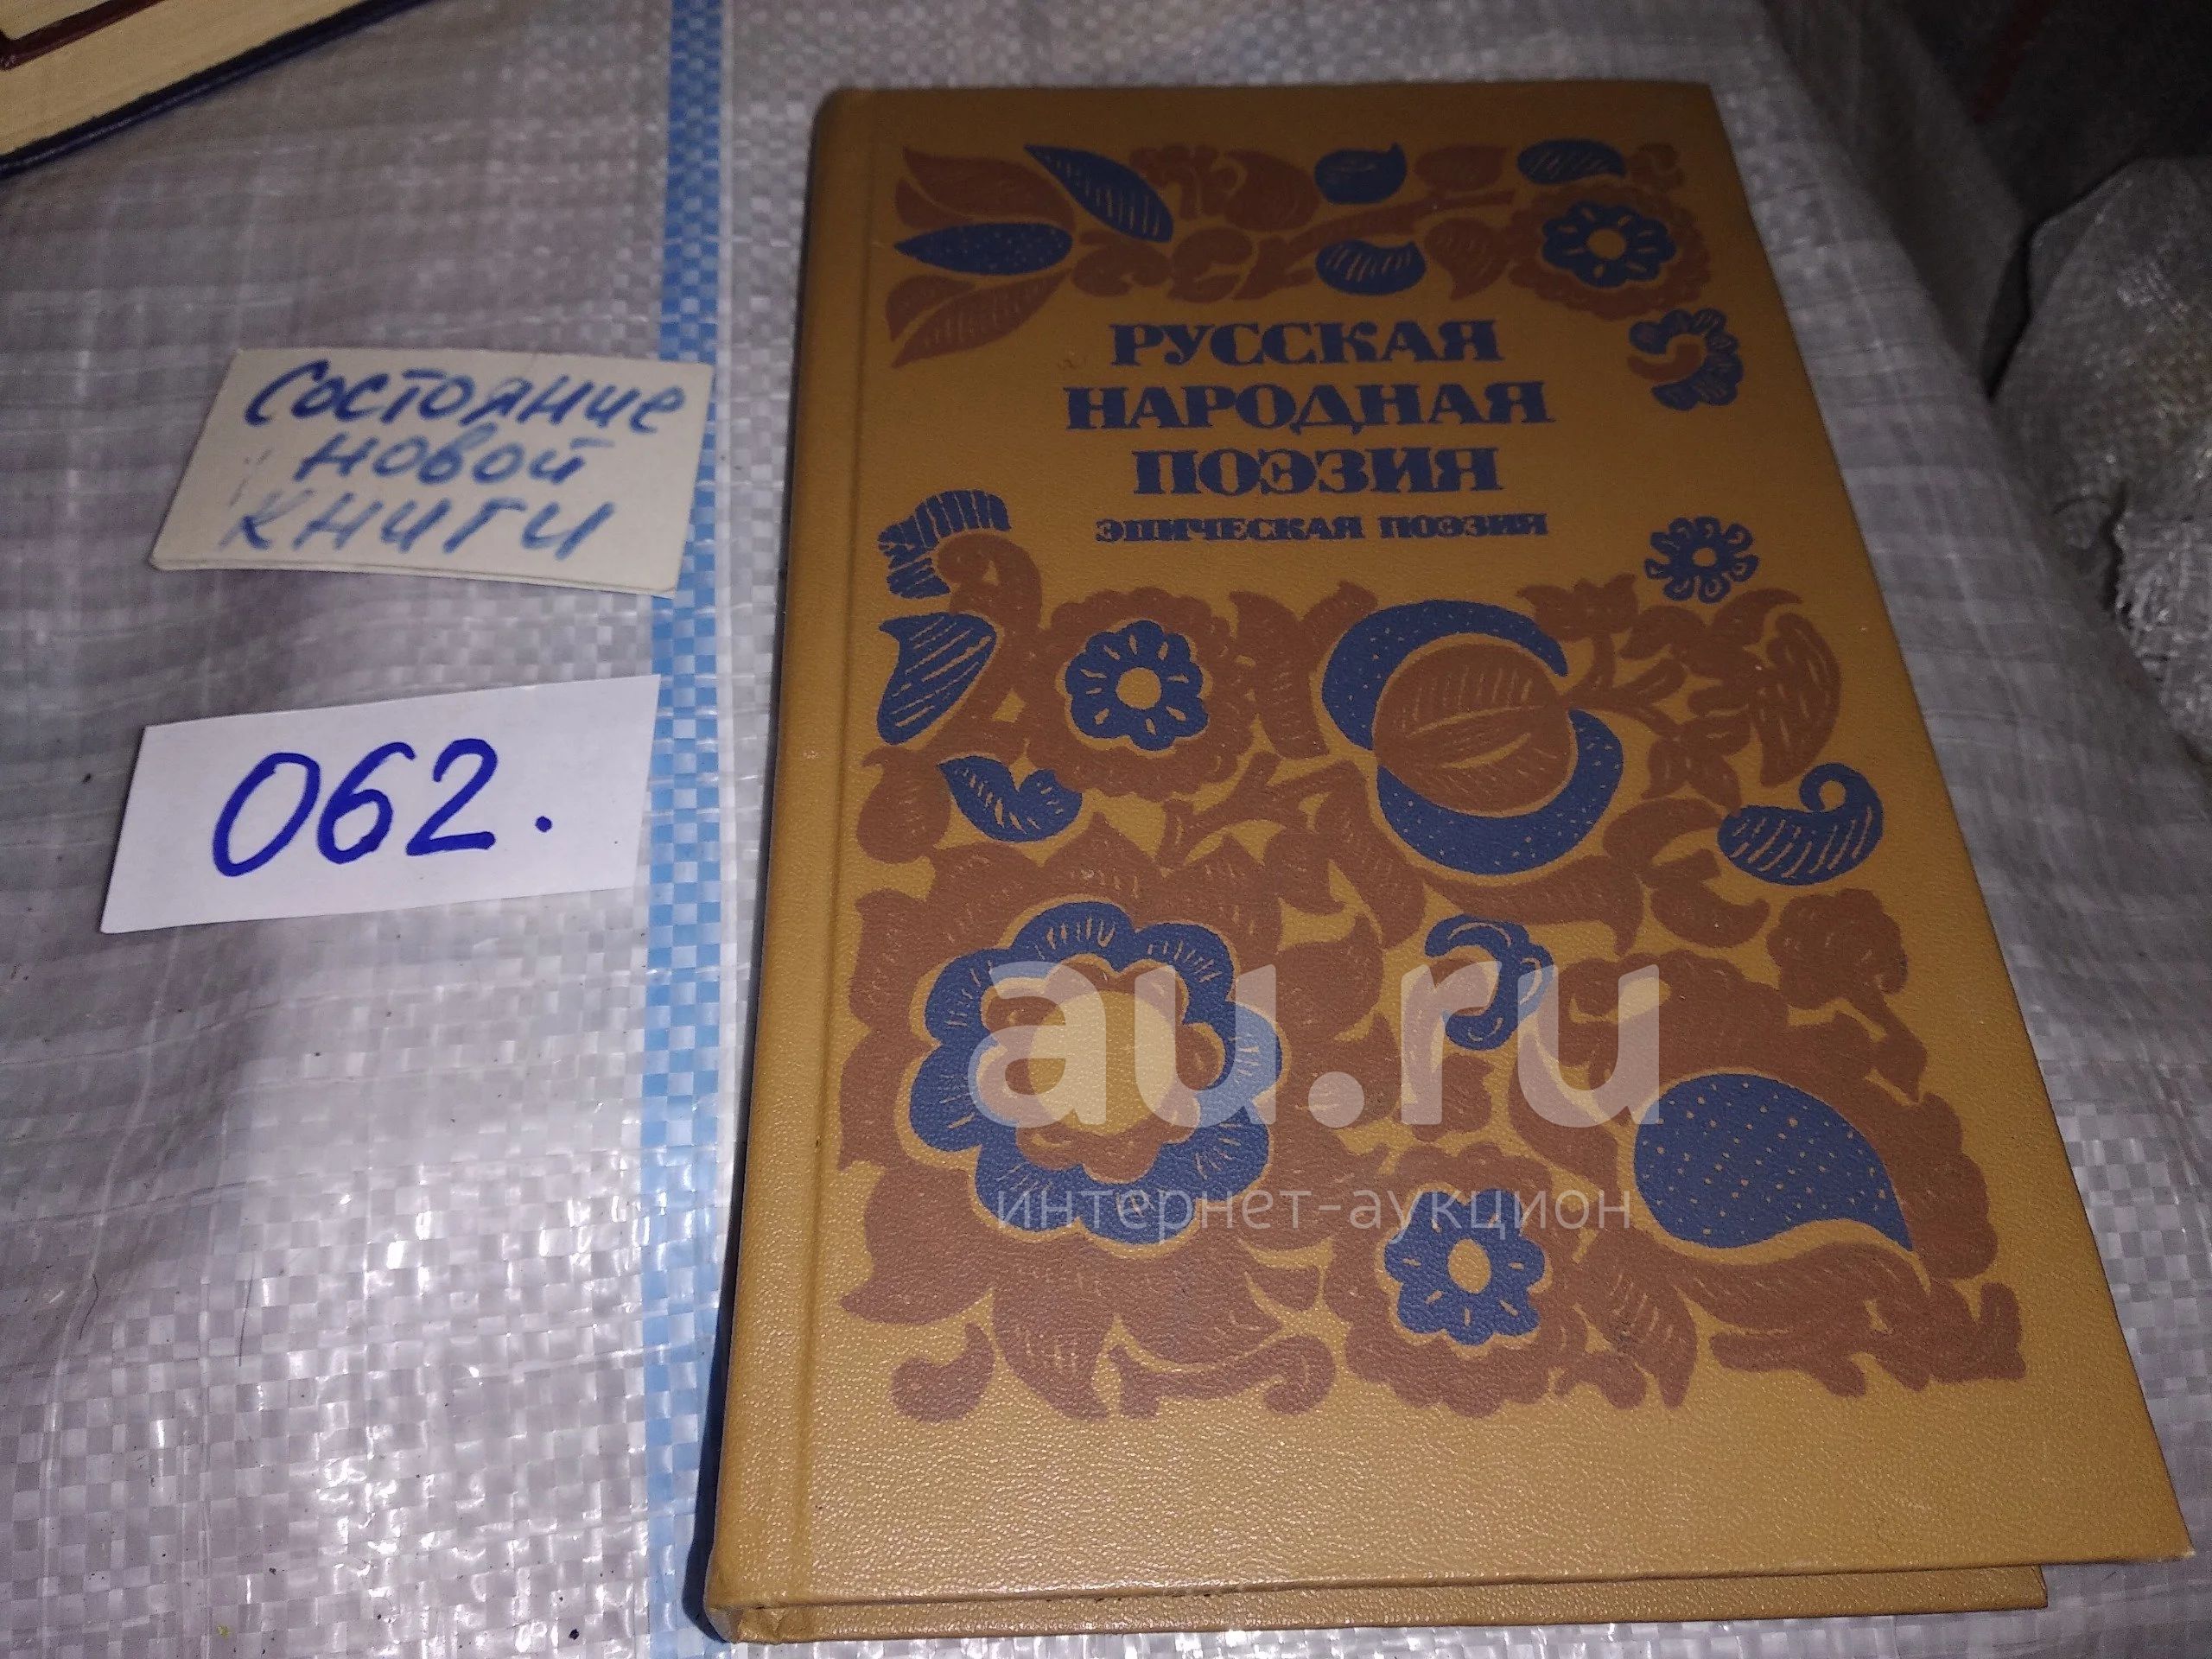 РУССКАЯ
НАРОДНАЯ
ПОЭЗИЯ
ЭПИЧЕСКАЯ ПОЭЗИЯ
Состояние
новой
книги
062.
au.ru
интернет-аукцион